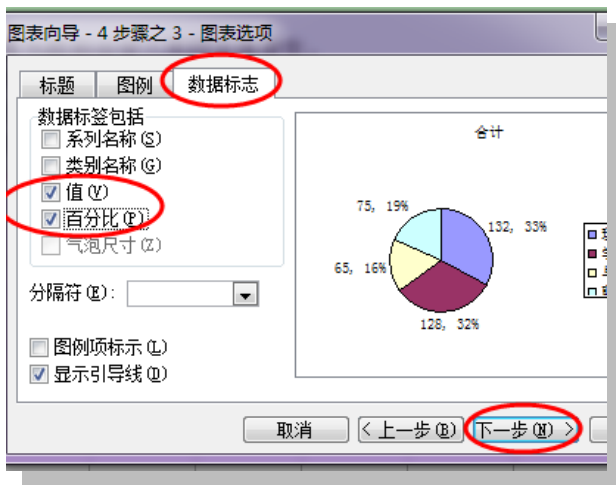 图表向导 - 4 步骤之 3 - 图表选项
标题 图例 数据标志
数据标签包括
系列名称(S)
类别名称(G)
值(V)
百分比(P)
气泡尺寸(Z)
分隔符(E):
图例项标示(L)
显示引导线(D)
合计
75, 19%
132, 33%
65, 16%
128, 32%
取消 <上一步(B) 下一步(N) >